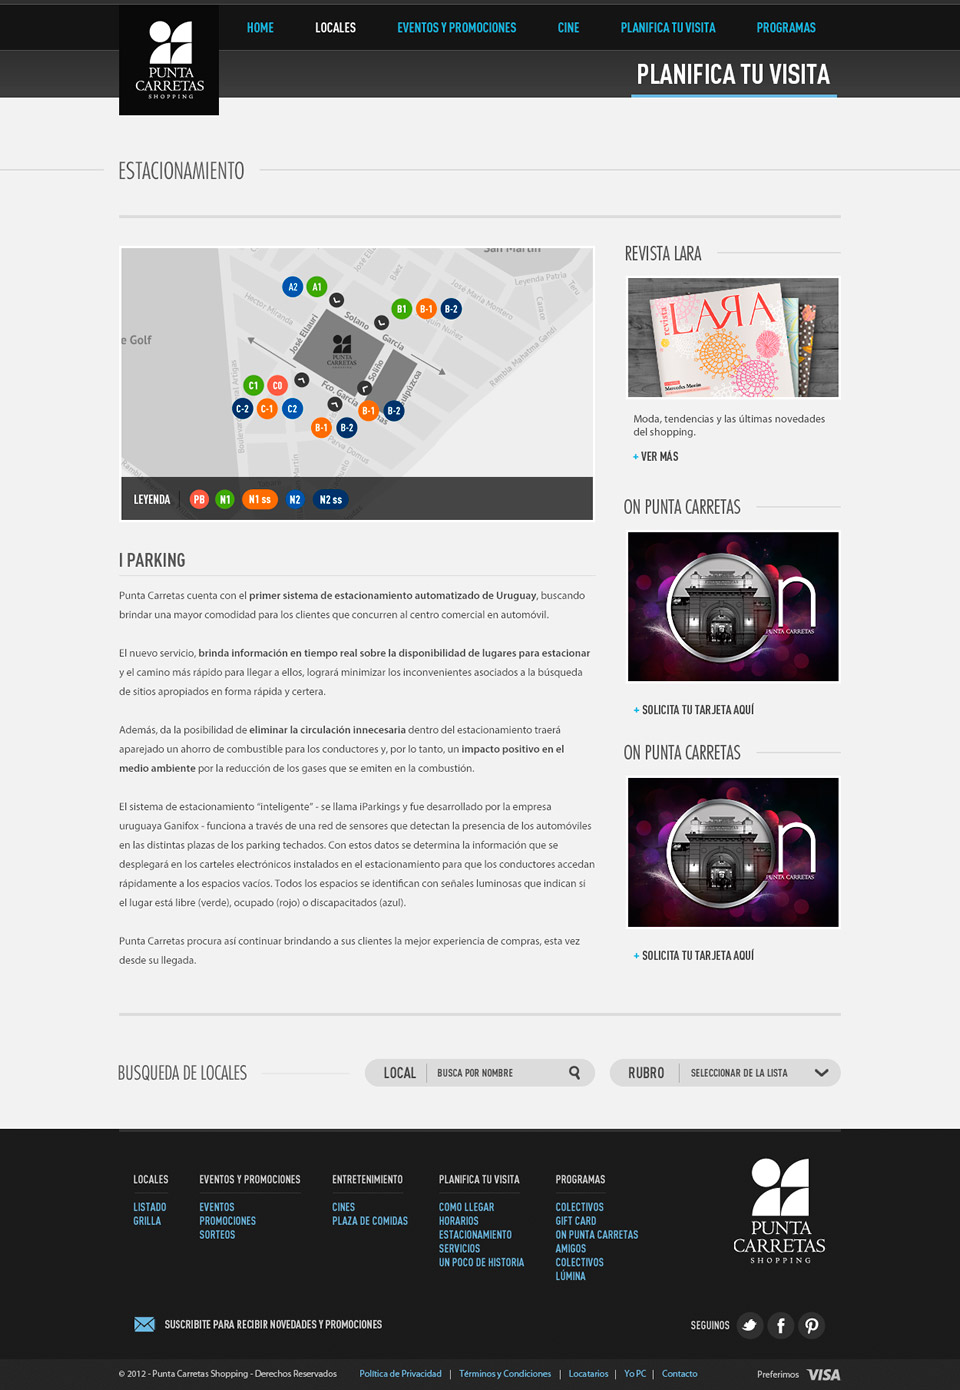 HOME LOCALES EVENTOS Y PROMOCIONES CINE PLANIFICA TU VISITA PROGRAMAS
PUNTA
CARRETAS
SHOPPING
PLANIFICA TU VISITA
ESTACIONAMIENTO
San Martín
José Ellauri
Báez
Leyenda Patria
José María Montero
Héctor Miranda
Rambla Mahatma Gandhi
e Golf
A2 A1
Solano
García
B1 B-1 B-2
José Ellauri
PUNTA
CARRETAS
Soliño
C1 C0
Fco. García
C-2 C-1 C2
B-1 B-2
B-1 B-2
Parva Domus
LEYENDA PB N1 N1 ss N2 N2 ss
I PARKING
Punta Carretas cuenta con el primer sistema de estacionamiento automatizado de Uruguay, buscando
brindar una mayor comodidad para los clientes que concurren al centro comercial en automóvil.
El nuevo servicio, brinda información en tiempo real sobre la disponibilidad de lugares para estacionar
y el camino más rápido para llegar a ellos, logrará minimizar los inconvenientes asociados a la búsqueda
de sitios apropiados en forma rápida y certera.
Además, da la posibilidad de eliminar la circulación innecesaria dentro del estacionamiento traerá
aparejado un ahorro de combustible para los conductores y, por lo tanto, un impacto positivo en el
medio ambiente por la reducción de los gases que se emiten en la combustión.
El sistema de estacionamiento “inteligente” - se llama iParkings y fue desarrollado por la empresa
uruguaya Ganifox - funciona a través de una red de sensores que detectan la presencia de los automóviles
en las distintas plazas de los parking techados. Con estos datos se determina la información que se
desplegará en los carteles electrónicos instalados en el estacionamiento para que los conductores accedan
rápidamente a los espacios vacíos. Todos los espacios se identifican con señales luminosas que indican si
el lugar está libre (verde), ocupado (rojo) o discapacitados (azul).
Punta Carretas procura así continuar brindando a sus clientes la mejor experiencia de compras, esta vez
desde su llegada.
REVISTA LARA
revista
LARA
Mercedes Morán
Moda, tendencias y las últimas novedades
del shopping.
+ VER MÁS
ON PUNTA CARRETAS
On
PUNTA CARRETAS
+ SOLICITA TU TARJETA AQUÍ
ON PUNTA CARRETAS
On
PUNTA CARRETAS
+ SOLICITA TU TARJETA AQUÍ
BUSQUEDA DE LOCALES
LOCAL BUSCA POR NOMBRE
RUBRO SELECCIONAR DE LA LISTA
LOCALES
LISTADO
GRILLA
EVENTOS Y PROMOCIONES
EVENTOS
PROMOCIONES
SORTEOS
ENTRETENIMIENTO
CINES
PLAZA DE COMIDAS
PLANIFICA TU VISITA
COMO LLEGAR
HORARIOS
ESTACIONAMIENTO
SERVICIOS
UN POCO DE HISTORIA
PROGRAMAS
COLECTIVOS
GIFT CARD
ON PUNTA CARRETAS
AMIGOS
COLECTIVOS
LÚMINA
PUNTA
CARRETAS
SHOPPING
SUSCRIBITE PARA RECIBIR NOVEDADES Y PROMOCIONES
SEGUINOS
© 2012 - Punta Carretas Shopping - Derechos Reservados
Política de Privacidad | Términos y Condiciones | Locatarios | Yo PC | Contacto
Preferimos VISA